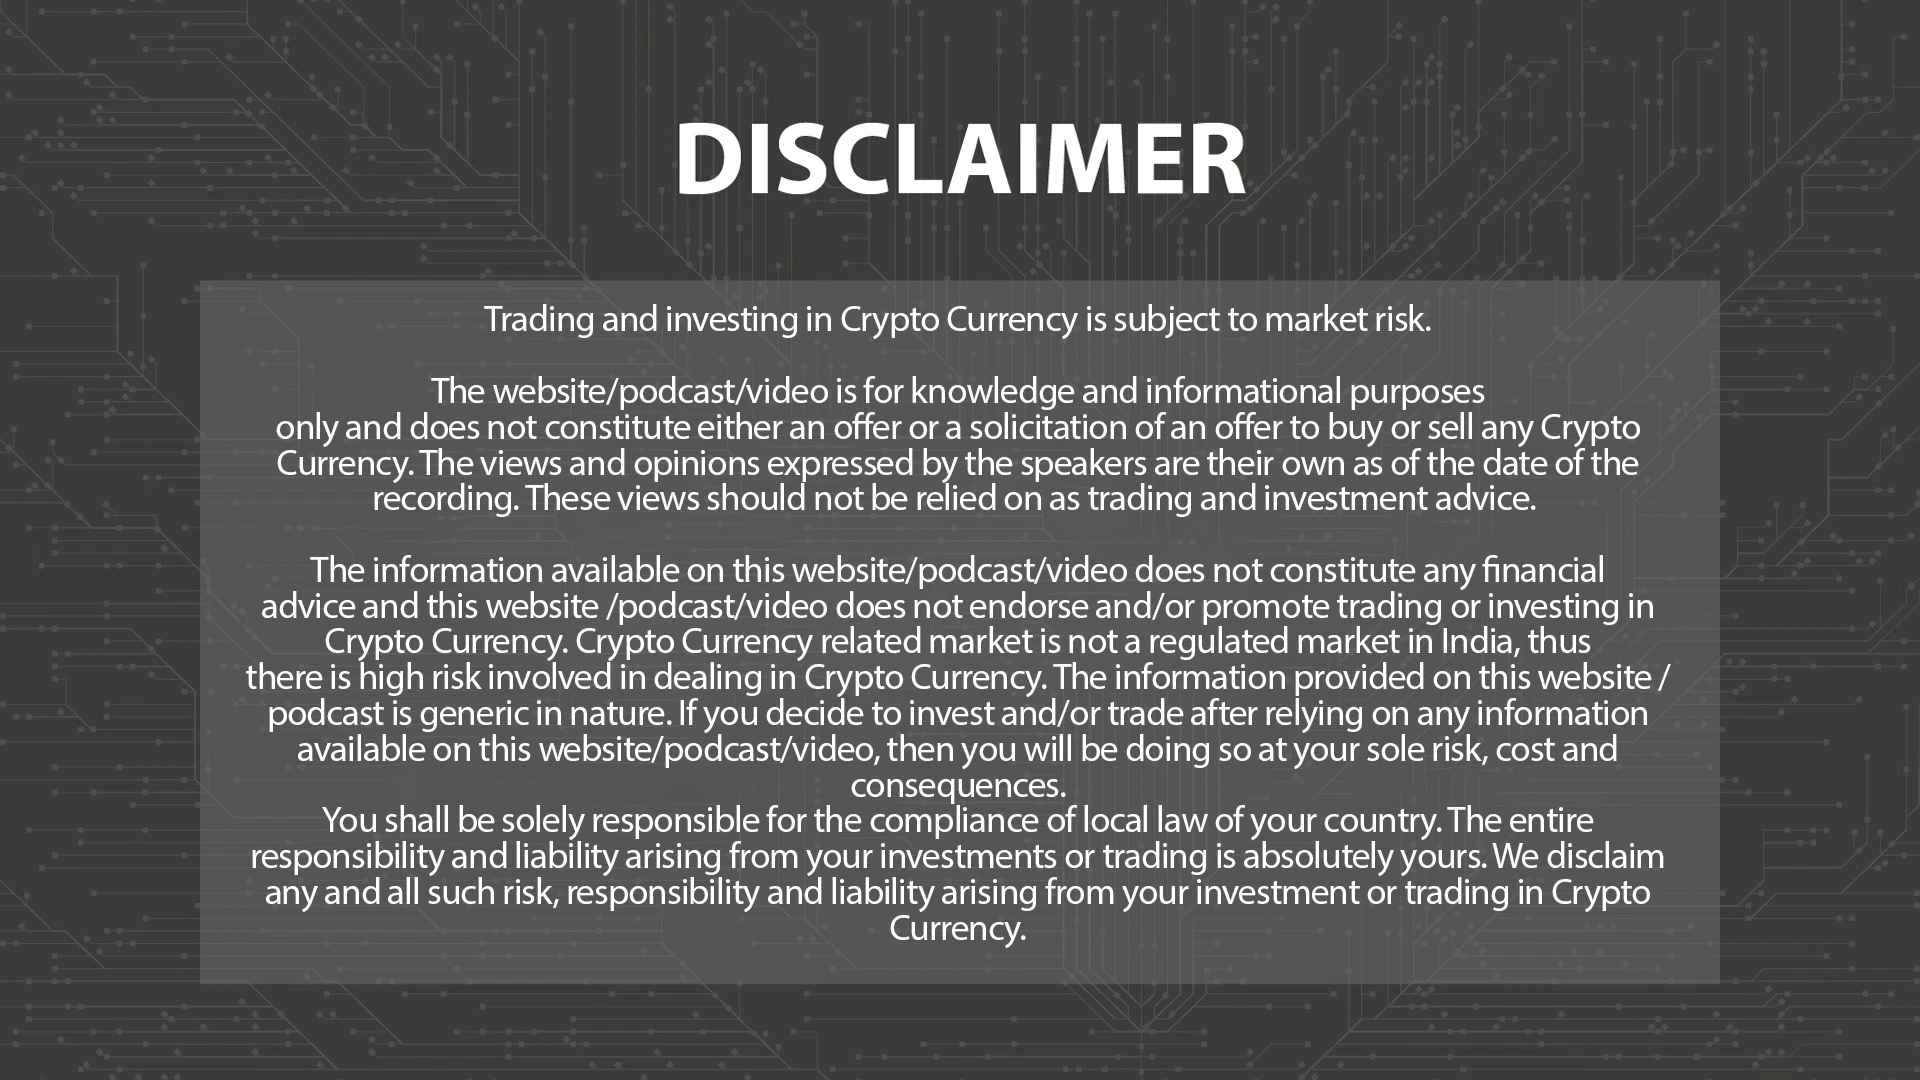 DISCLAIMER
Trading and investing in Crypto Currency is subject to market risk.
The website/podcast/video is for knowledge and informational purposes
only and does not constitute either an offer or a solicitation of an offer to buy or sell any Crypto
Currency. The views and opinions expressed by the speakers are their own as of the date of the
recording. These views should not be relied on as trading and investment advice.
The information available on this website/podcast/video does not constitute any financial
advice and this website /podcast/video does not endorse and/or promote trading or investing in
Crypto Currency. Crypto Currency related market is not a regulated market in India, thus
there is high risk involved in dealing in Crypto Currency. The information provided on this website /
podcast is generic in nature. If you decide to invest and/or trade after relying on any information
available on this website/podcast/video, then you will be doing so at your sole risk, cost and
consequences.
You shall be solely responsible for the compliance of local law of your country. The entire
responsibility and liability arising from your investments or trading is absolutely yours. We disclaim
any and all such risk, responsibility and liability arising from your investment or trading in Crypto
Currency.